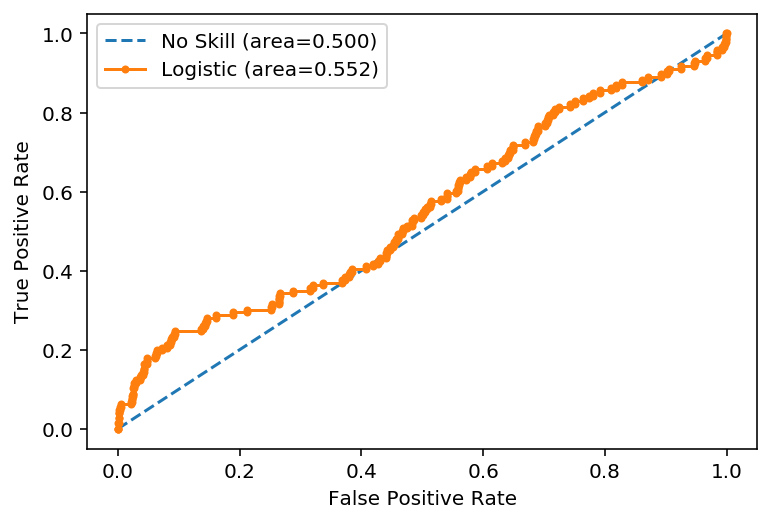 No Skill (area=0.500)
Logistic (area=0.552)
1.0
0.8
0.6
0.4
0.2
0.0
True Positive Rate
0.0 0.2 0.4 0.6 0.8 1.0
False Positive Rate